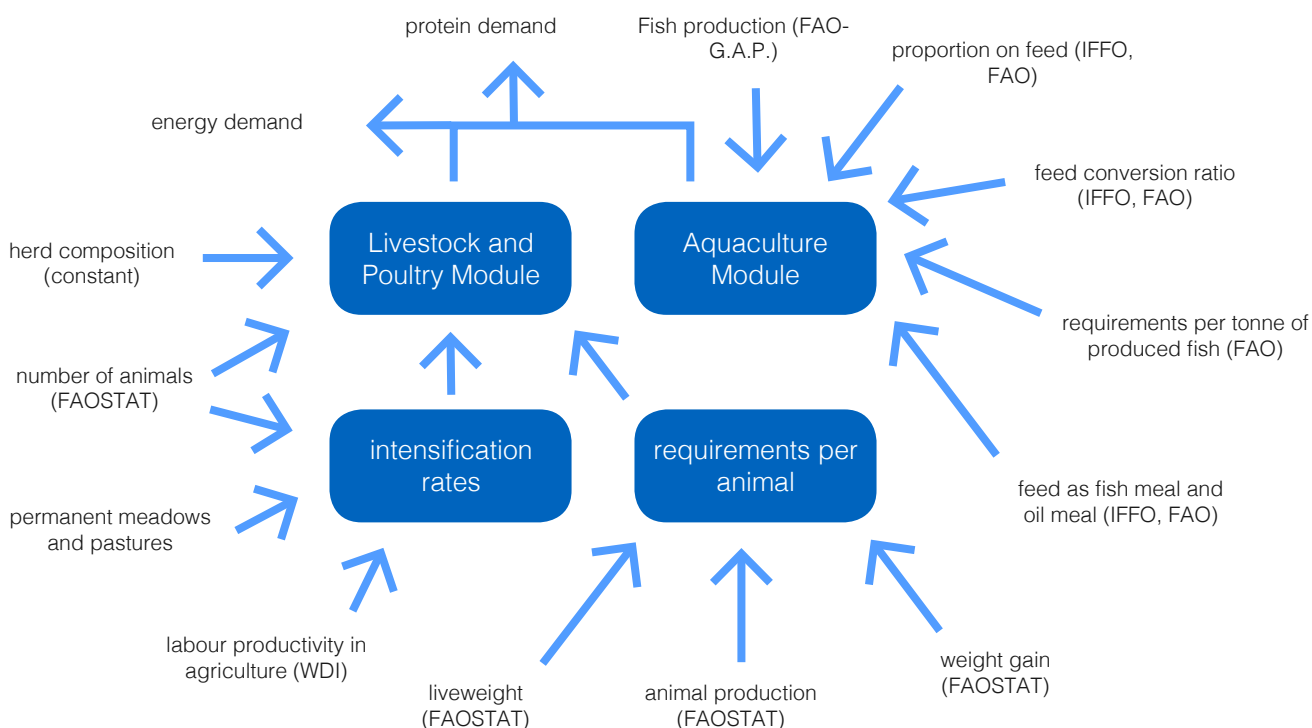 protein demand
Fish production (FAO-
G.A.P.)
proportion on feed (IFFO,
FAO)
energy demand
feed conversion ratio
(IFFO, FAO)
herd composition
(constant)
Livestock and
Poultry Module
Aquaculture
Module
requirements per tonne of
produced fish (FAO)
number of animals
(FAOSTAT)
intensification
rates
requirements per
animal
feed as fish meal and
oil meal (IFFO, FAO)
permanent meadows
and pastures
labour productivity in
agriculture (WDI)
liveweight
(FAOSTAT)
animal production
(FAOSTAT)
weight gain
(FAOSTAT)